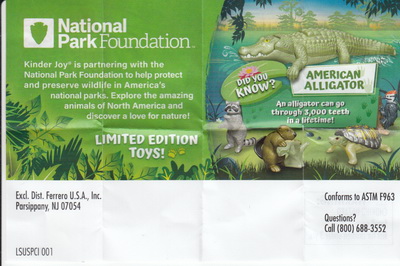 National
Park Foundation™
Kinder Joy® is partnering with the
National Park Foundation to help protect
and preserve wildlife in America's
national parks. Explore the amazing
animals of North America and
discover a love for nature!
LIMITED EDITION
TOYS!
DID YOU
KNOW?
AMERICAN
ALLIGATOR
An alligator can go
through 3,000 teeth
in a lifetime!
Excl. Dist. Ferrero U.S.A., Inc.
Parsippany, NJ 07054
LSUSPCI 001
Conforms to ASTM F963
Questions?
Call (800) 688-3552